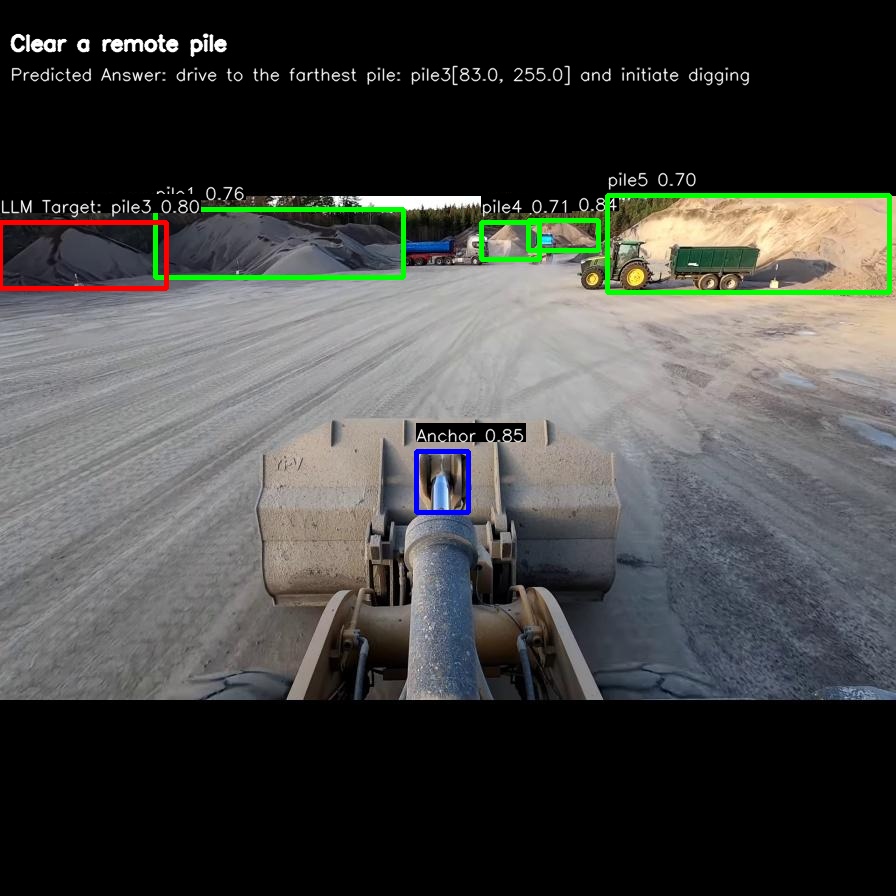 Clear a remote pile
Predicted Answer: drive to the farthest pile: pile3[83.0, 255.0] and initiate digging
pile5 0.70
pile1 0.76
LLM Target: pile3 0.80
pile4 0.71 0.84
Anchor 0.85